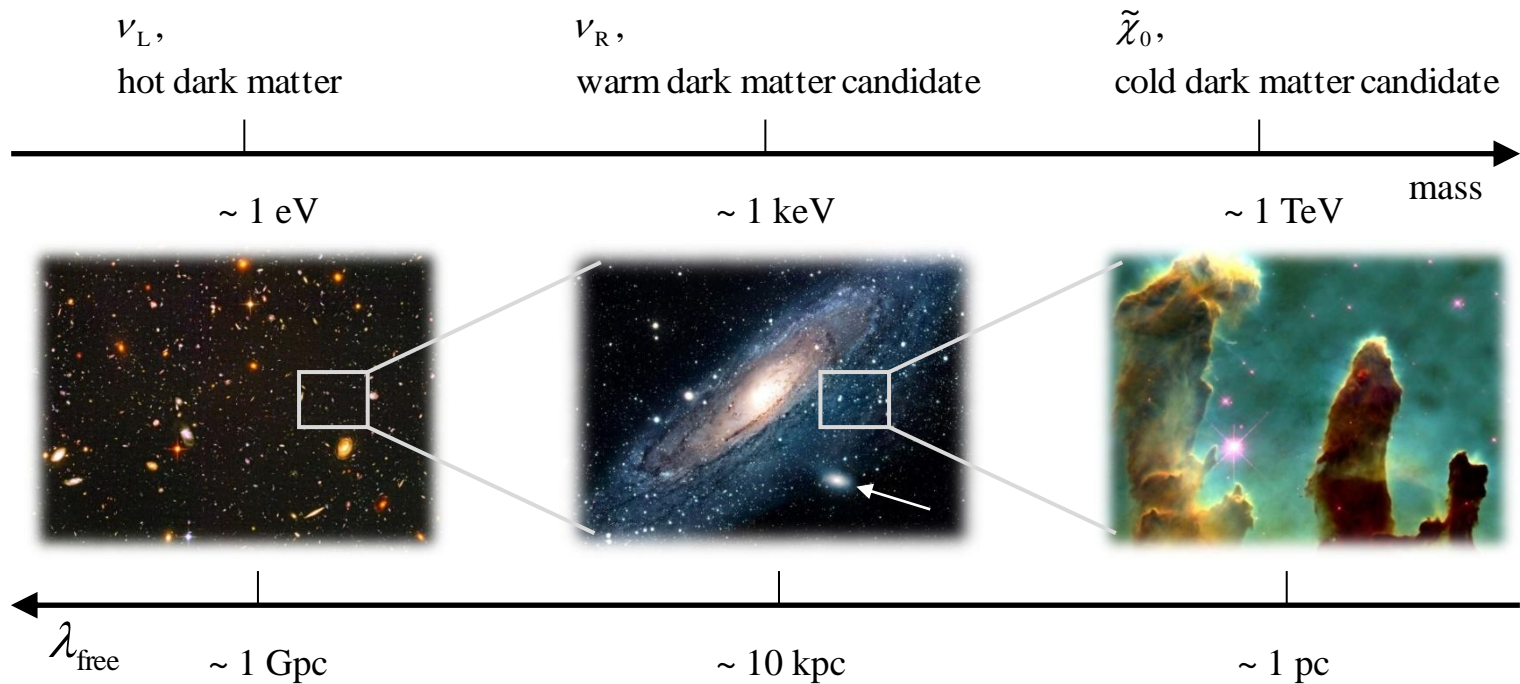 ν_L,
hot dark matter
ν_R,
warm dark matter candidate
χ̃_0,
cold dark matter candidate
mass
~ 1 eV
~ 1 keV
~ 1 TeV
λ_free
~ 1 Gpc
~ 10 kpc
~ 1 pc